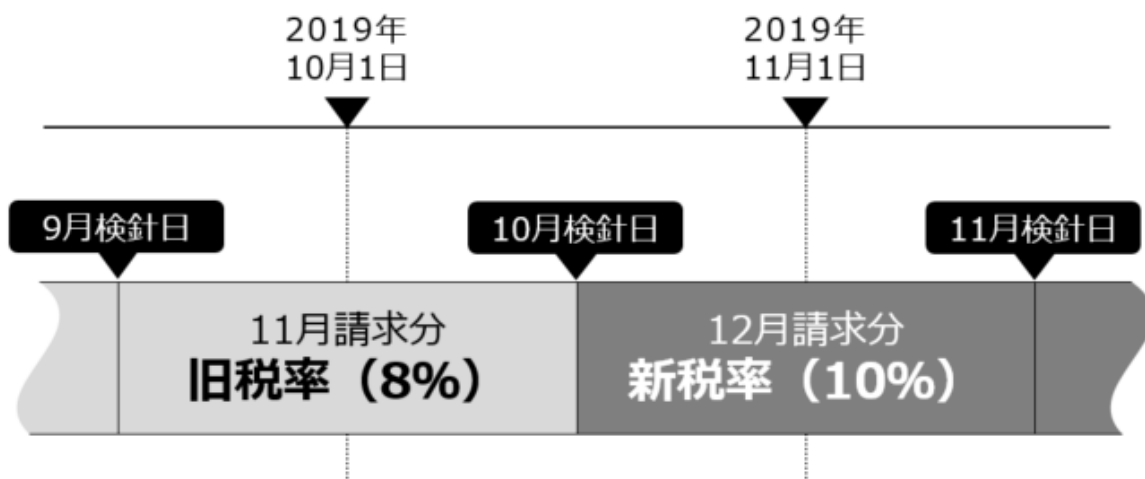 2019年
10月1日
2019年
11月1日
9月検針日
10月検針日
11月検針日
11月請求分
旧税率（8%）
12月請求分
新税率（10%）